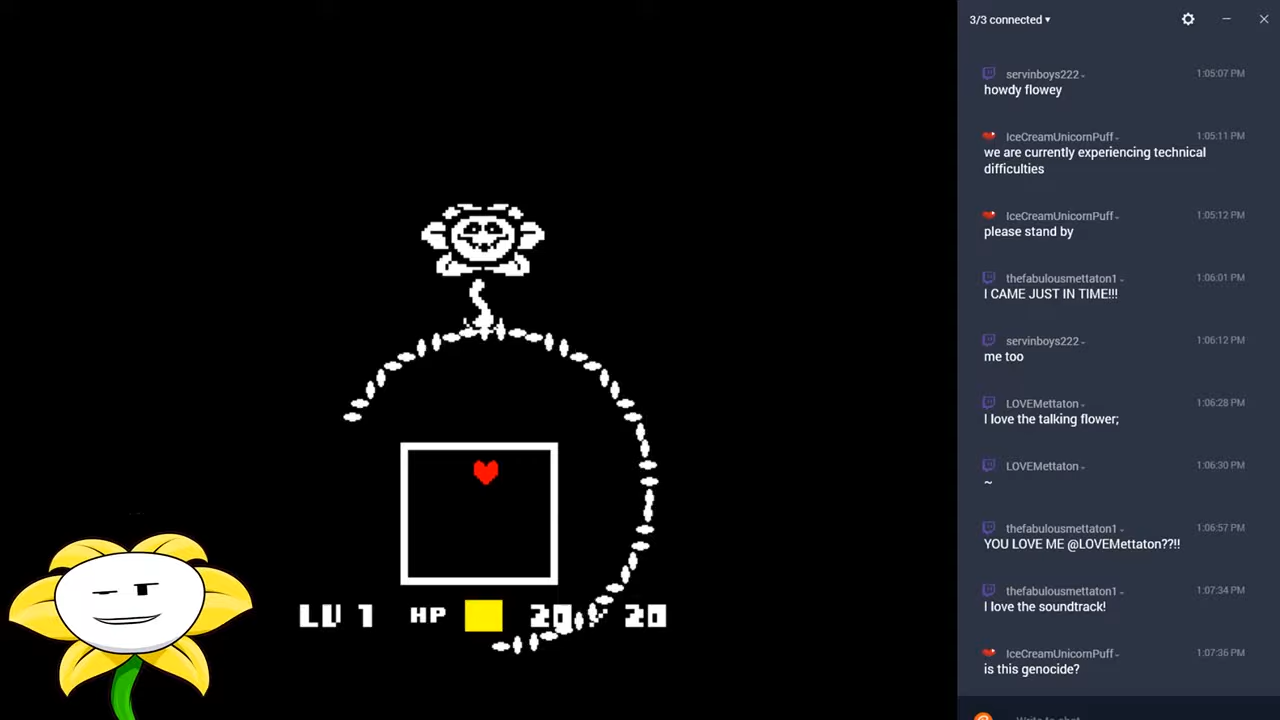 3/3 connected
servinboys222
1:05:07 PM
howdy flowey
IceCreamUnicornPuff
1:05:11 PM
we are currently experiencing technical
difficulties
IceCreamUnicornPuff
1:05:12 PM
please stand by
thefabulousmettaton1
1:06:01 PM
I CAME JUST IN TIME!!!
servinboys222
1:06:12 PM
me too
LOVEMettaton
1:06:28 PM
I love the talking flower;
LOVEMettaton
1:06:30 PM
~
thefabulousmettaton1
1:06:57 PM
YOU LOVE ME @LOVEMettaton??!!
thefabulousmettaton1
1:07:34 PM
I love the soundtrack!
IceCreamUnicornPuff
1:07:36 PM
is this genocide?
LV 1 HP 20 / 20